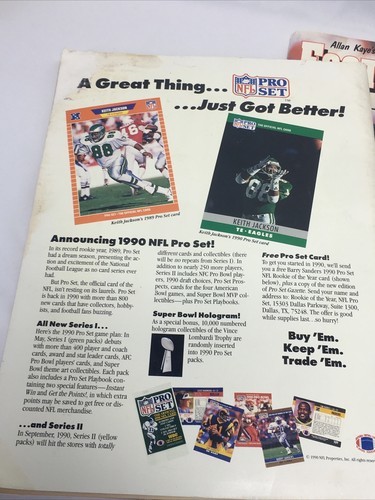 Allan Kaye's
A Great Thing...
NFL PRO SET
...Just Got Better!
KEITH JACKSON
88
Keith Jackson's 1989 Pro Set card
NFL PRO SET
KEITH JACKSON
TE · EAGLES
Keith Jackson's 1990 Pro Set card
Announcing 1990 NFL Pro Set!
In its record rookie year, 1989, Pro Set
had a dream season, presenting the ac-
tion and excitement of the National
Football League as no card series ever
had.
But Pro Set, the official card of the
NFL, isn't resting on its laurels. Pro Set
is back in 1990 with more than 800
new cards that have collectors, hobby-
ists, and football fans buzzing.
All New Series I...
Here's the 1990 Pro Set game plan: In
May, Series I (green packs) debuts
with more than 400 player and coach
cards, award and stat leader cards, AFC
Pro Bowl players cards, and Super
Bowl theme art collectibles. Each pack
also includes a Pro Set Playbook con-
taining two special features—Instant
Win and Get the Points!, in which extra
points may be saved to get free or dis-
counted NFL merchandise.
...and Series II
In September, 1990, Series II (yellow
packs) will hit the stores with totally
different cards and collectibles (there
will be no repeats from Series I). In
addition to nearly 250 more players,
Series II includes NFC Pro Bowl play-
ers, 1990 draft choices, Pro Set Pros-
pects, cards for the four American
Bowl games, and Super Bowl MVP col-
lectibles—plus Pro Set Playbooks.
Super Bowl Hologram!
As a special bonus, 10,000 numbered
hologram collectibles of the Vince
Lombardi Trophy are
randomly inserted
into 1990 Pro Set
packs.
Free Pro Set Card!
To get you started in 1990, we'll send
you a free Barry Sanders 1990 Pro Set
NFL Rookie of the Year card (shown
below), plus a copy of the new edition
of Pro Set Gazette. Send your name and
address to: Rookie of the Year, NFL Pro
Set, 15303 Dallas Parkway, Suite 1300,
Dallas, TX, 75248. The offer is good
while supplies last...so hurry!
Buy 'Em.
Keep 'Em.
Trade 'Em.
NFL PRO SET
© 1990 NFL Properties, Inc. All rights reserved